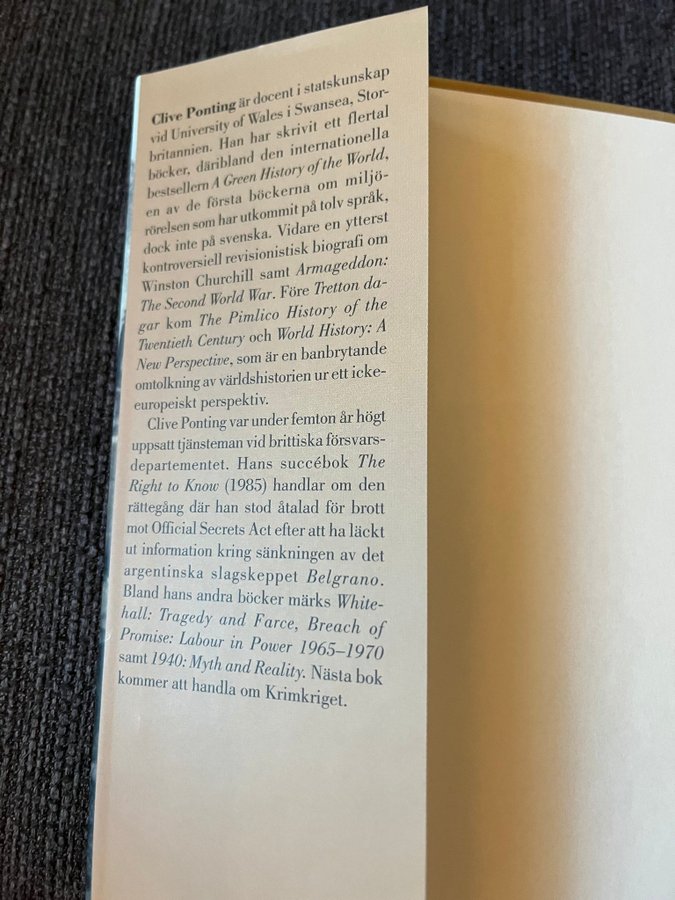 Clive Ponting är docent i statskunskap
vid University of Wales i Swansea, Stor-
britannien. Han har skrivit ett flertal
böcker, däribland den internationella
bestsellern A Green History of the World,
en av de första böckerna om miljö-
rörelsen som har utkommit på tolv språk,
dock inte på svenska. Vidare en ytterst
kontroversiell revisionistisk biografi om
Winston Churchill samt Armageddon:
The Second World War. Före Tretton da-
gar kom The Pimlico History of the
Twentieth Century och World History: A
New Perspective, som är en banbrytande
omtolkning av världshistorien ur ett icke-
europeiskt perspektiv.
Clive Ponting var under femton år högt
uppsatt tjänsteman vid brittiska försvars-
departementet. Hans succébok The
Right to Know (1985) handlar om den
rättegång där han stod åtalad för brott
mot Official Secrets Act efter att ha läckt
ut information kring sänkningen av det
argentinska slagskeppet Belgrano.
Bland hans andra böcker märks White-
hall: Tragedy and Farce, Breach of
Promise: Labour in Power 1965–1970
samt 1940: Myth and Reality. Nästa bok
kommer att handla om Krimkriget.